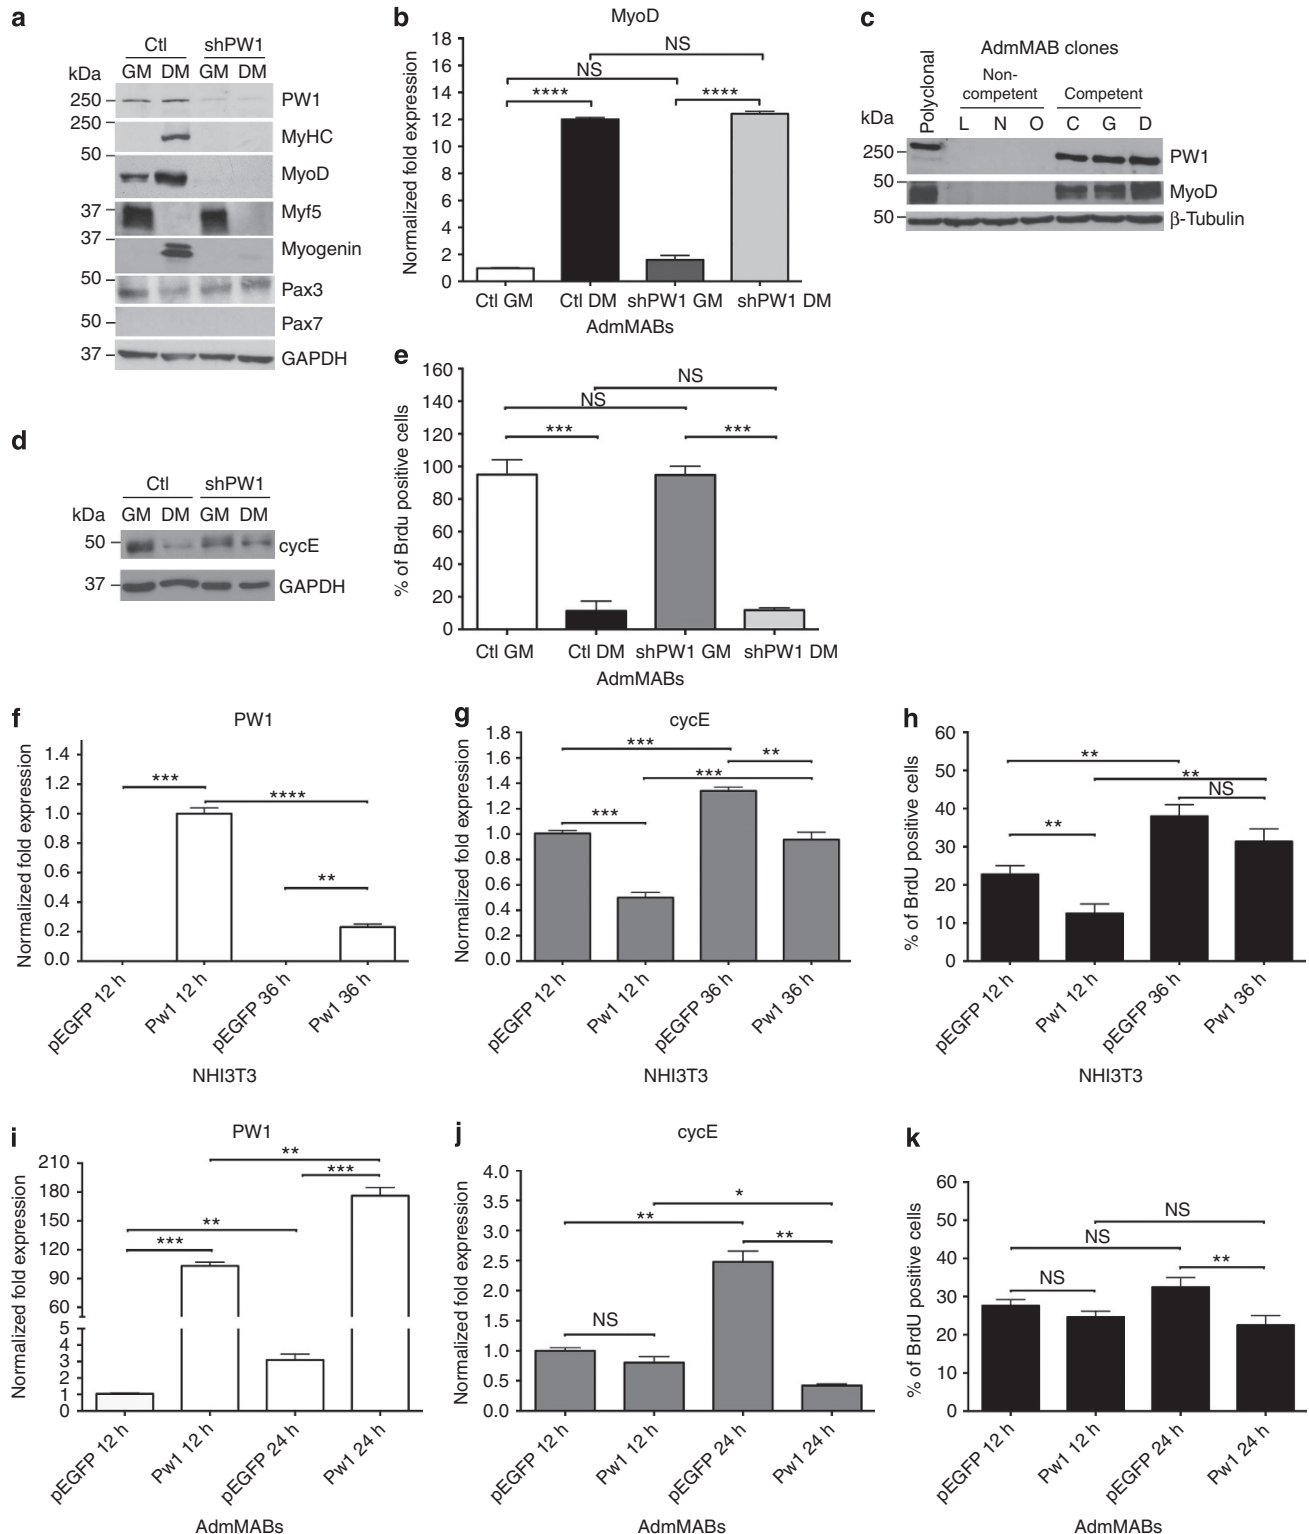 a
Ctl shPW1
kDa GM DM GM DM
250 PW1
250 MyHC
50
MyoD
37 Myf5
37 Myogenin
50 Pax3
50 Pax7
37 GAPDH
b
MyoD
Normalized fold expression
18
16
14
12
10
8
6
4
2
0
NS
NS
**** ****
Ctl GM Ctl DM shPW1 GM shPW1 DM
AdmMABs
c
AdmMAB clones
Polyclonal
Non-
competent
Competent
kDa L N O C G D
250 PW1
50 MyoD
50 β-Tubulin
d
Ctl shPW1
kDa GM DM GM DM
50 cycE
37 GAPDH
e
% of Brdu positive cells
160
140
120
100
80
60
40
20
0
NS
NS
*** ***
Ctl GM Ctl DM shPW1 GM shPW1 DM
AdmMABs
f
PW1
Normalized fold expression
1.4
1.2
1.0
0.8
0.6
0.4
0.2
0.0
***
****
**
pEGFP 12 h Pw1 12 h pEGFP 36 h Pw1 36 h
NHI3T3
g
cycE
Normalized fold expression
1.8
1.6
1.4
1.2
1.0
0.8
0.6
0.4
0.2
0.0
***
**
***
***
pEGFP 12 h Pw1 12 h pEGFP 36 h Pw1 36 h
NHI3T3
h
% of BrdU positive cells
60
50
40
30
20
10
0
**
**
NS
**
pEGFP 12 h Pw1 12 h pEGFP 36 h Pw1 36 h
NHI3T3
i
PW1
Normalized fold expression
210
180
150
120
90
60
5
4
3
2
1
0
**
***
**
***
pEGFP 12 h Pw1 12 h pEGFP 24 h Pw1 24 h
AdmMABs
j
cycE
Normalized fold expression
4.0
3.5
3.0
2.5
2.0
1.5
1.0
0.5
0.0
*
**
**
NS
pEGFP 12 h Pw1 12 h pEGFP 24 h Pw1 24 h
AdmMABs
k
% of BrdU positive cells
60
50
40
30
20
10
0
NS
NS
**
NS
pEGFP 12 h Pw1 12 h pEGFP 24 h Pw1 24 h
AdmMABs